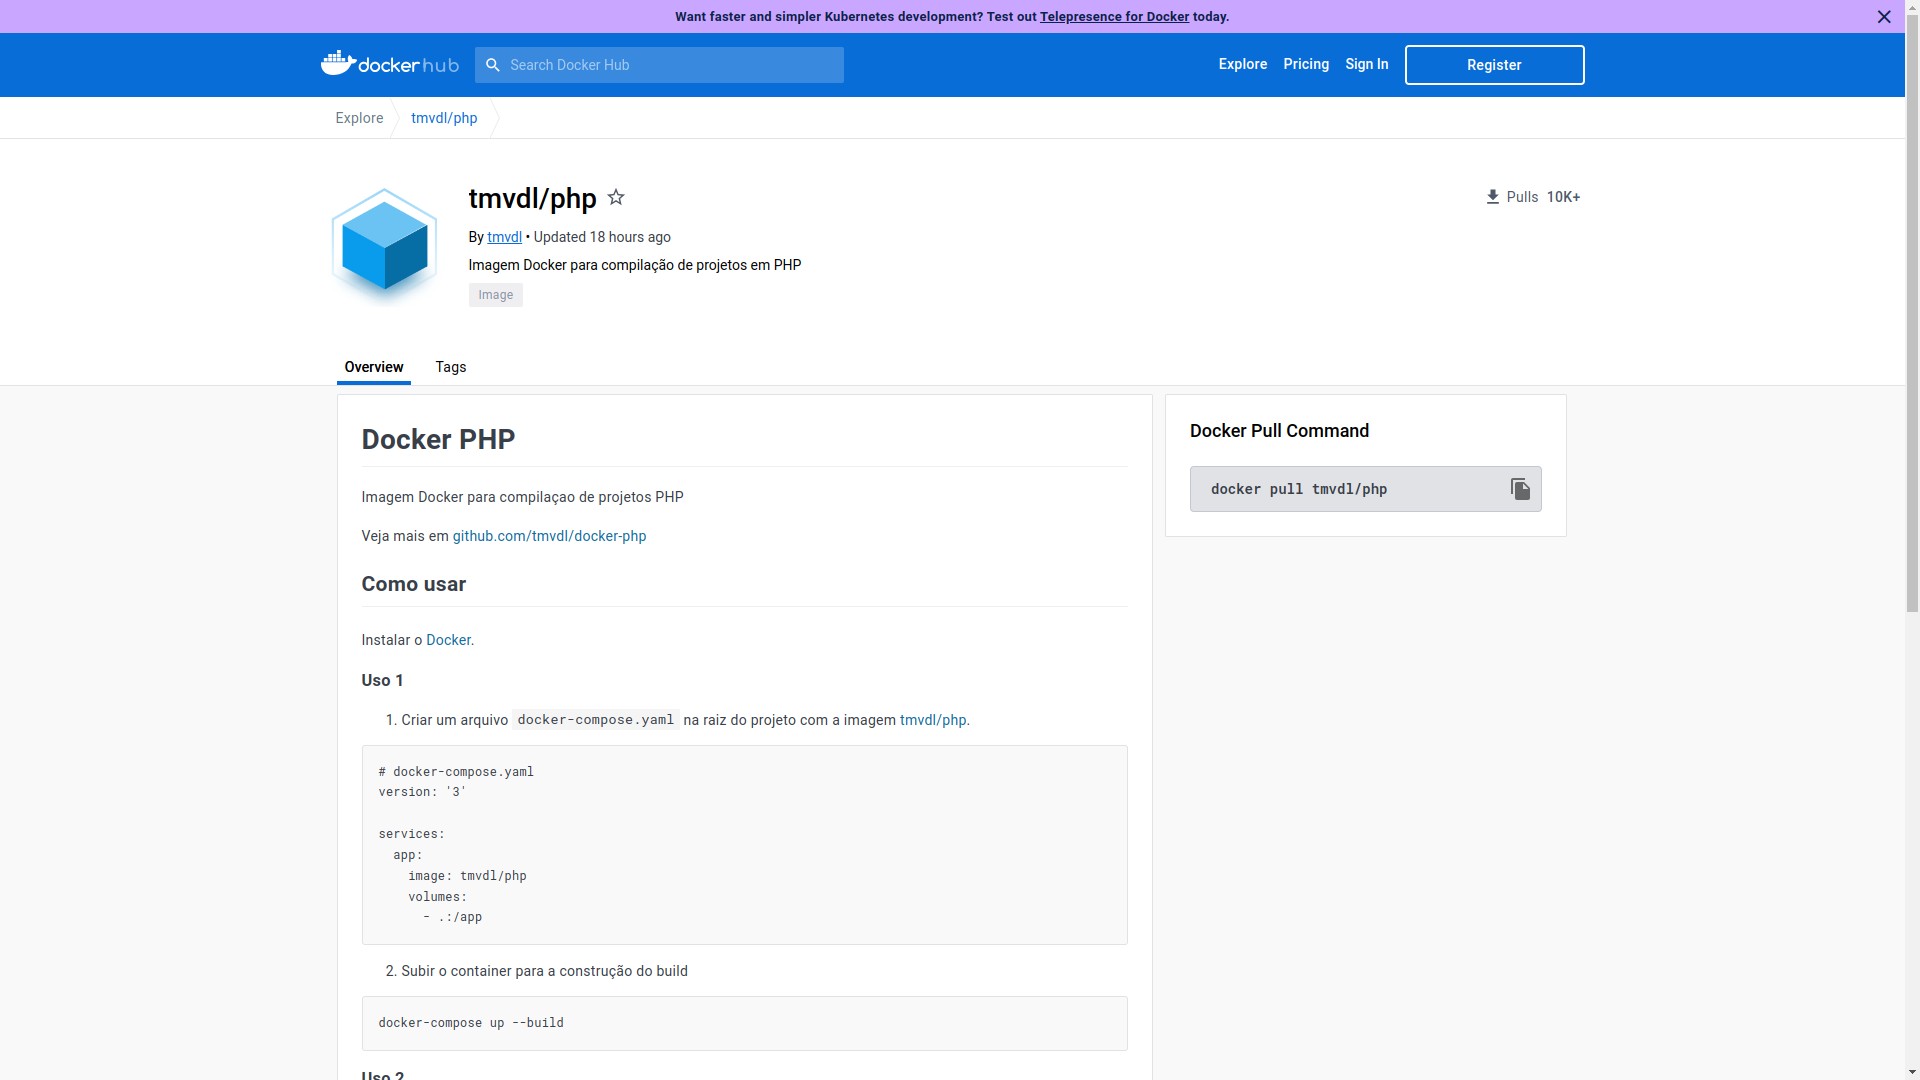 Want faster and simpler Kubernetes development? Test out Telepresence for Docker today.
dockerhub
Search Docker Hub
Explore
Pricing
Sign In
Register
Explore
tmvdl/php
tmvdl/php
Pulls 10K+
By tmvdl • Updated 18 hours ago
Imagem Docker para compilação de projetos em PHP
Image
Overview
Tags
Docker PHP
Imagem Docker para compilaçao de projetos PHP
Veja mais em github.com/tmvdl/docker-php
Como usar
Instalar o Docker.
Uso 1
1. Criar um arquivo docker-compose.yaml na raiz do projeto com a imagem tmvdl/php.
# docker-compose.yaml
version: '3'
services:
app:
image: tmvdl/php
volumes:
- .:/app
2. Subir o container para a construção do build
docker-compose up --build
Uso 2
Docker Pull Command
docker pull tmvdl/php